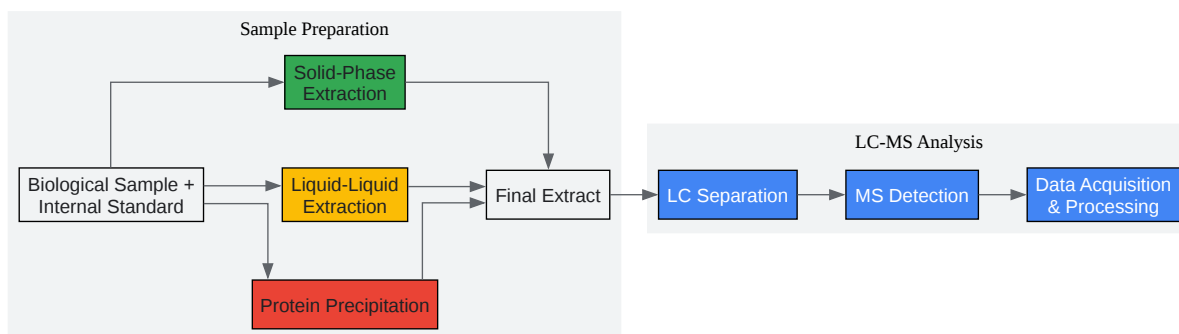 Sample Preparation
Solid-Phase
Extraction
Biological Sample +
Internal Standard
Liquid-Liquid
Extraction
Protein Precipitation
Final Extract
LC-MS Analysis
LC Separation
MS Detection
Data Acquisition
& Processing